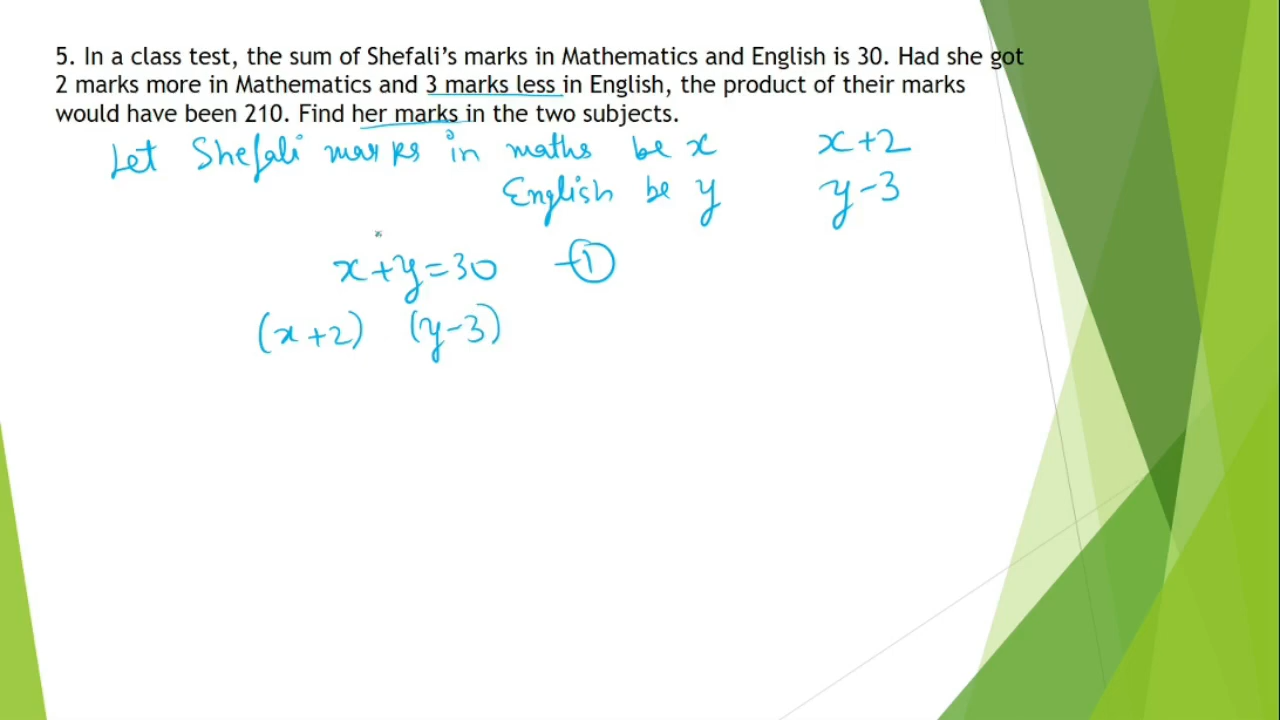 5. In a class test, the sum of Shefali’s marks in Mathematics and English is 30. Had she got
2 marks more in Mathematics and 3 marks less in English, the product of their marks
would have been 210. Find her marks in the two subjects.
Let Shefali marks in maths be x x+2
English be y y-3
x+y=30 -①
(x+2) (y-3)